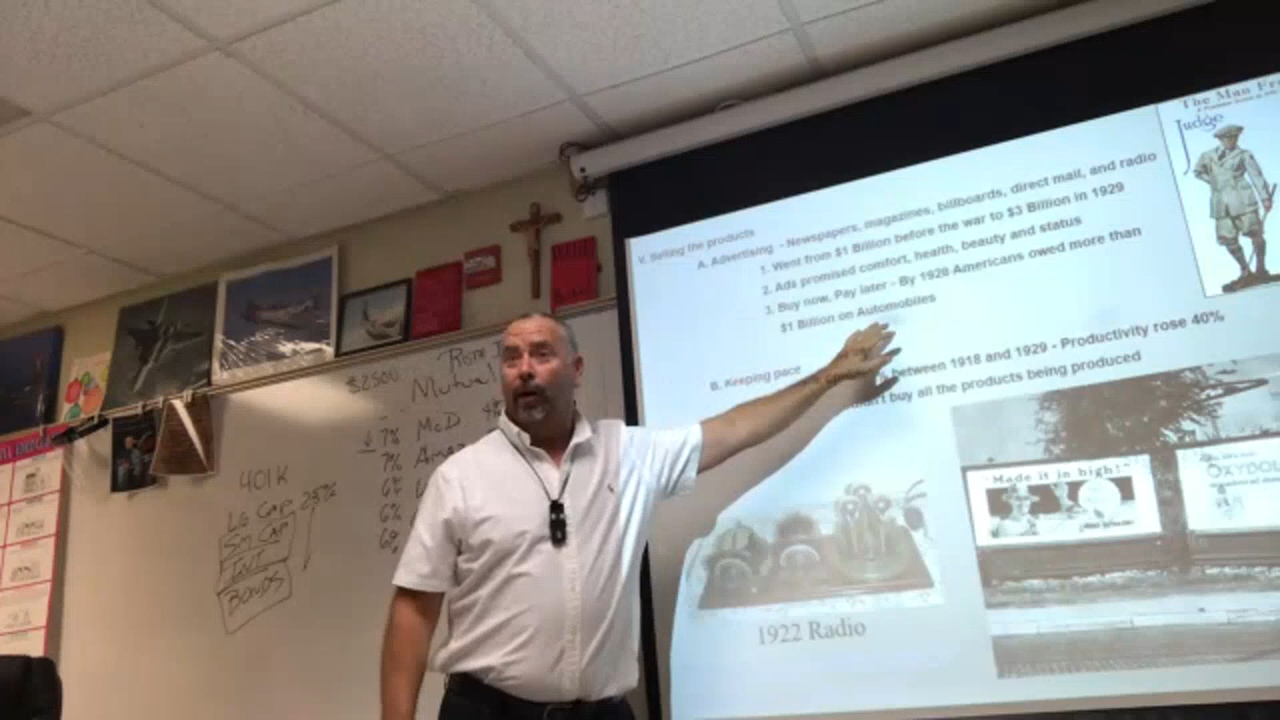 $2500
ROTH
Mutual
↓ 7% McD
7% Ama
6%
6%
6%
401K
LG CAP 25%
Sm CAP
INT
BONDS
The Man
Judge
V. Selling the products
A. Advertising - Newspapers, magazines, billboards, direct mail, and radio
1. Went from $1 Billion before the war to $3 Billion in 1929
2. Ads promised comfort, health, beauty and status
3. Buy now, Pay later - By 1928 Americans owed more than
$1 Billion on Automobiles
B. Keeping pace
between 1918 and 1929 - Productivity rose 40%
buy all the products being produced
"Made it in high!"
OXYDOL
1922 Radio